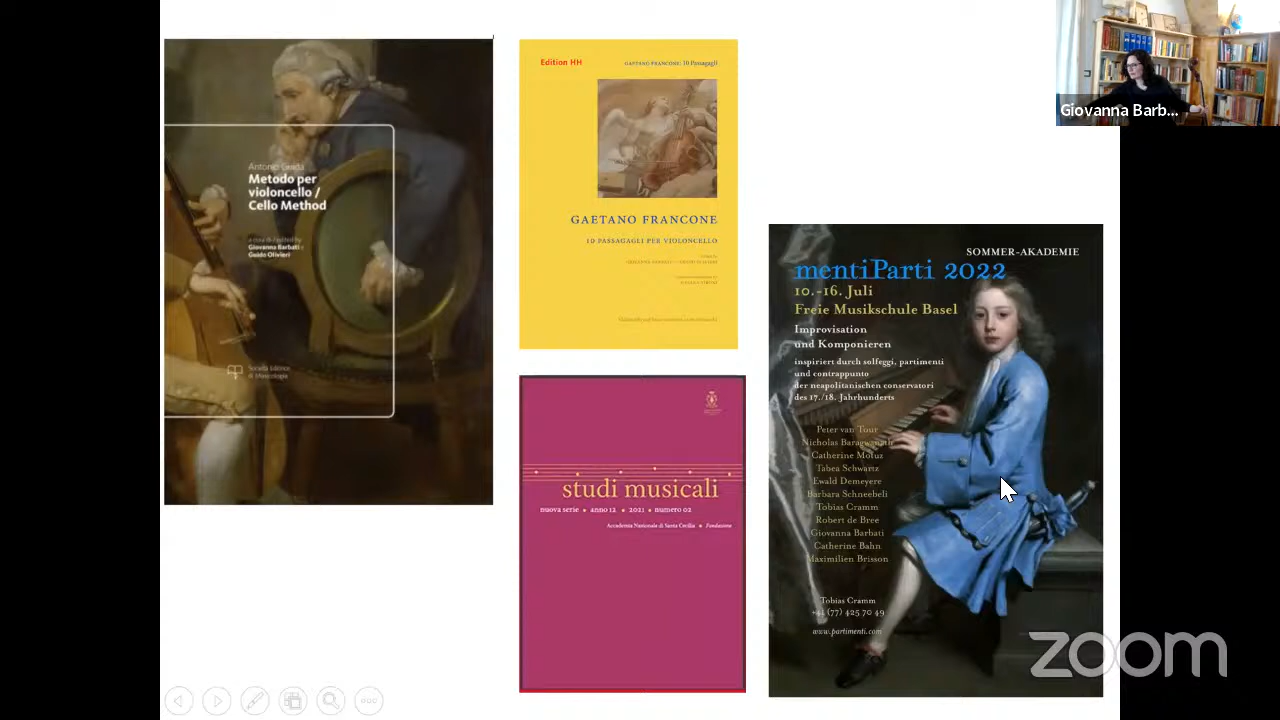 Antonio Guida
Metodo per
violoncello /
Cello Method
a cura di / edited by
Giovanna Barbati e
Guido Olivieri
Società Editrice
di Musicologia
Edition HH
GAETANO FRANCONE: 10 Passagagli
GAETANO FRANCONE
10 PASSAGAGLI PER VIOLONCELLO
studi musicali
nuova serie • anno 12 • 2021 • numero 02
Accademia Nazionale di Santa Cecilia • Fondazione
SOMMER-AKADEMIE
mentiParti 2022
10.-16. Juli
Freie Musikschule Basel
Improvisation
und Komponieren
inspiriert durch solfeggi, partimenti
und contrappunto
der neapolitanischen conservatori
des 17./18. Jahrhunderts
Peter van Tour
Nicholas Baragwanath
Catherine Motuz
Tabea Schwartz
Ewald Demeyere
Barbara Schneebeli
Tobias Cramm
Robert de Bree
Giovanna Barbati
Catherine Bahn
Maximilien Brisson
Tobias Cramm
+41 (77) 425 70 49
www.partimenti.com
Giovanna Barb...
zoom